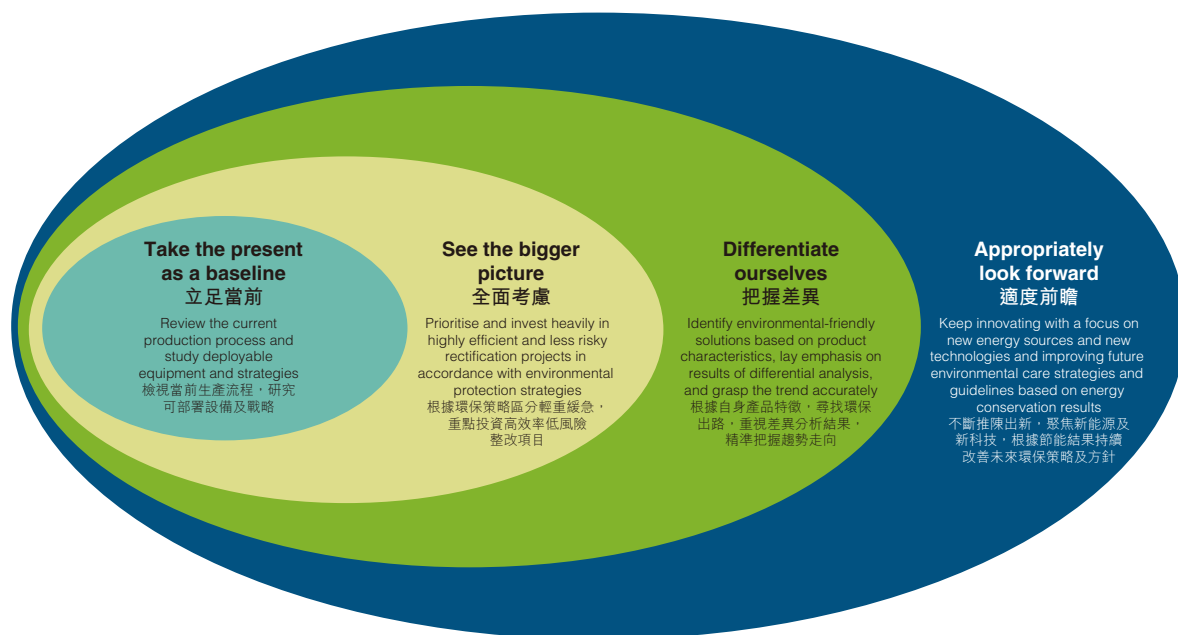 Take the present
as a baseline
立足當前
Review the current
production process and
study deployable
equipment and strategies
檢視當前生產流程，研究
可部署設備及戰略
See the bigger
picture
全面考慮
Prioritise and invest heavily in
highly efficient and less risky
rectification projects in
accordance with environmental
protection strategies
根據環保策略區分輕重緩急，
重點投資高效率低風險
整改項目
Differentiate
ourselves
把握差異
Identify environmental-friendly
solutions based on product
characteristics, lay emphasis on
results of differential analysis,
and grasp the trend accurately
根據自身產品特徵，尋找環保
出路，重視差異分析結果，
精準把握趨勢走向
Appropriately
look forward
適度前瞻
Keep innovating with a focus on
new energy sources and new
technologies and improving future
environmental care strategies and
guidelines based on energy
conservation results
不斷推陳出新，聚焦新能源及
新科技，根據節能結果持續
改善未來環保策略及方針